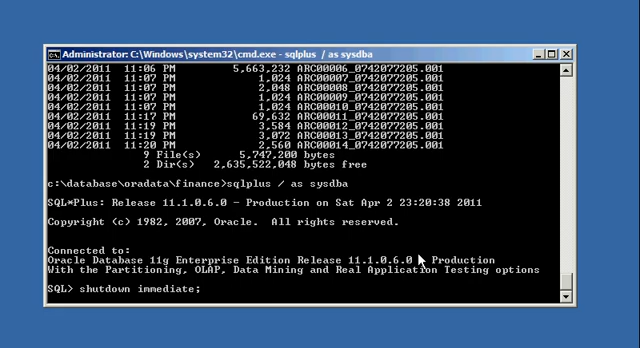 Administrator: C:\Windows\system32\cmd.exe - sqlplus / as sysdba
04/02/2011 11:06 PM 5,663,232 ARC00006_0742077205.001
04/02/2011 11:07 PM 1,024 ARC00007_0742077205.001
04/02/2011 11:07 PM 2,048 ARC00008_0742077205.001
04/02/2011 11:07 PM 1,024 ARC00009_0742077205.001
04/02/2011 11:07 PM 1,024 ARC00010_0742077205.001
04/02/2011 11:17 PM 69,632 ARC00011_0742077205.001
04/02/2011 11:19 PM 3,584 ARC00012_0742077205.001
04/02/2011 11:19 PM 3,072 ARC00013_0742077205.001
04/02/2011 11:20 PM 2,560 ARC00014_0742077205.001
9 File(s) 5,747,200 bytes
2 Dir(s) 2,635,522,048 bytes free
c:\database\oradata\finance>sqlplus / as sysdba
SQL*Plus: Release 11.1.0.6.0 - Production on Sat Apr 2 23:20:38 2011
Copyright (c) 1982, 2007, Oracle. All rights reserved.
Connected to:
Oracle Database 11g Enterprise Edition Release 11.1.0.6.0 - Production
With the Partitioning, OLAP, Data Mining and Real Application Testing options
SQL> shutdown immediate;